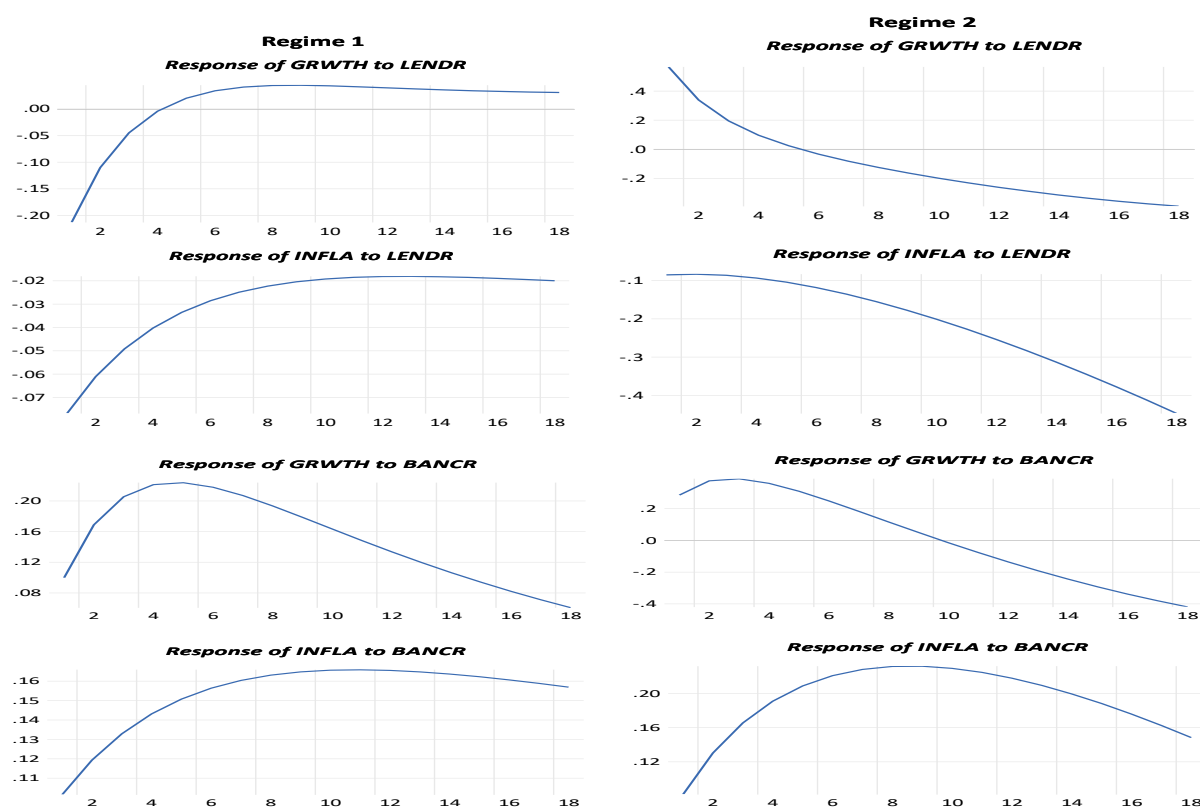 Regime 1
Response of GRWTH to LENDR
.00
-.05
-.10
-.15
-.20
2 4 6 8 10 12 14 16 18
Response of INFLA to LENDR
-.02
-.03
-.04
-.05
-.06
-.07
2 4 6 8 10 12 14 16 18
Response of GRWTH to BANCR
.20
.16
.12
.08
2 4 6 8 10 12 14 16 18
Response of INFLA to BANCR
.16
.15
.14
.13
.12
.11
2 4 6 8 10 12 14 16 18
Regime 2
Response of GRWTH to LENDR
.4
.2
.0
-.2
2 4 6 8 10 12 14 16 18
Response of INFLA to LENDR
-.1
-.2
-.3
-.4
2 4 6 8 10 12 14 16 18
Response of GRWTH to BANCR
.2
.0
-.2
-.4
2 4 6 8 10 12 14 16 18
Response of INFLA to BANCR
.20
.16
.12
2 4 6 8 10 12 14 16 18